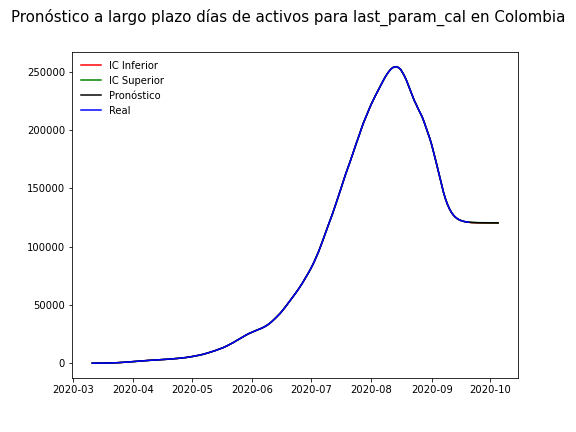 Pronóstico a largo plazo días de activos para last_param_cal en Colombia
IC Inferior
IC Superior
Pronóstico
Real
250000
200000
150000
100000
50000
0
2020-03 2020-04 2020-05 2020-06 2020-07 2020-08 2020-09 2020-10